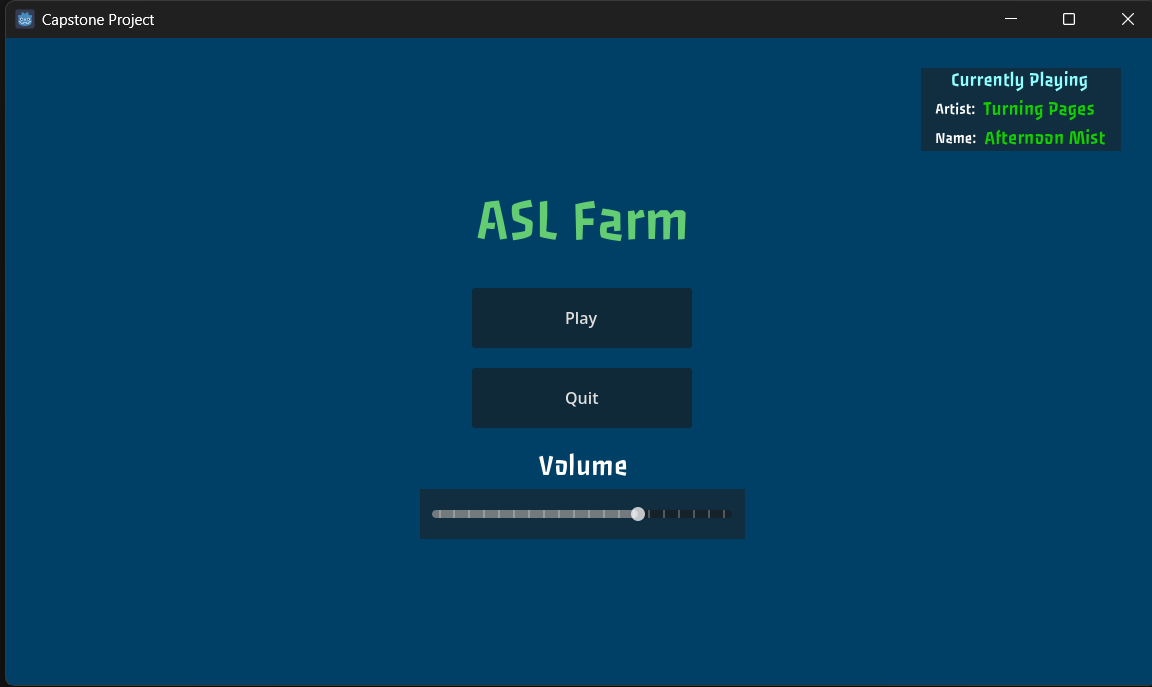 Capstone Project
Currently Playing
Artist: Turning Pages
Name: Afternoon Mist
ASL Farm
Play
Quit
Volume